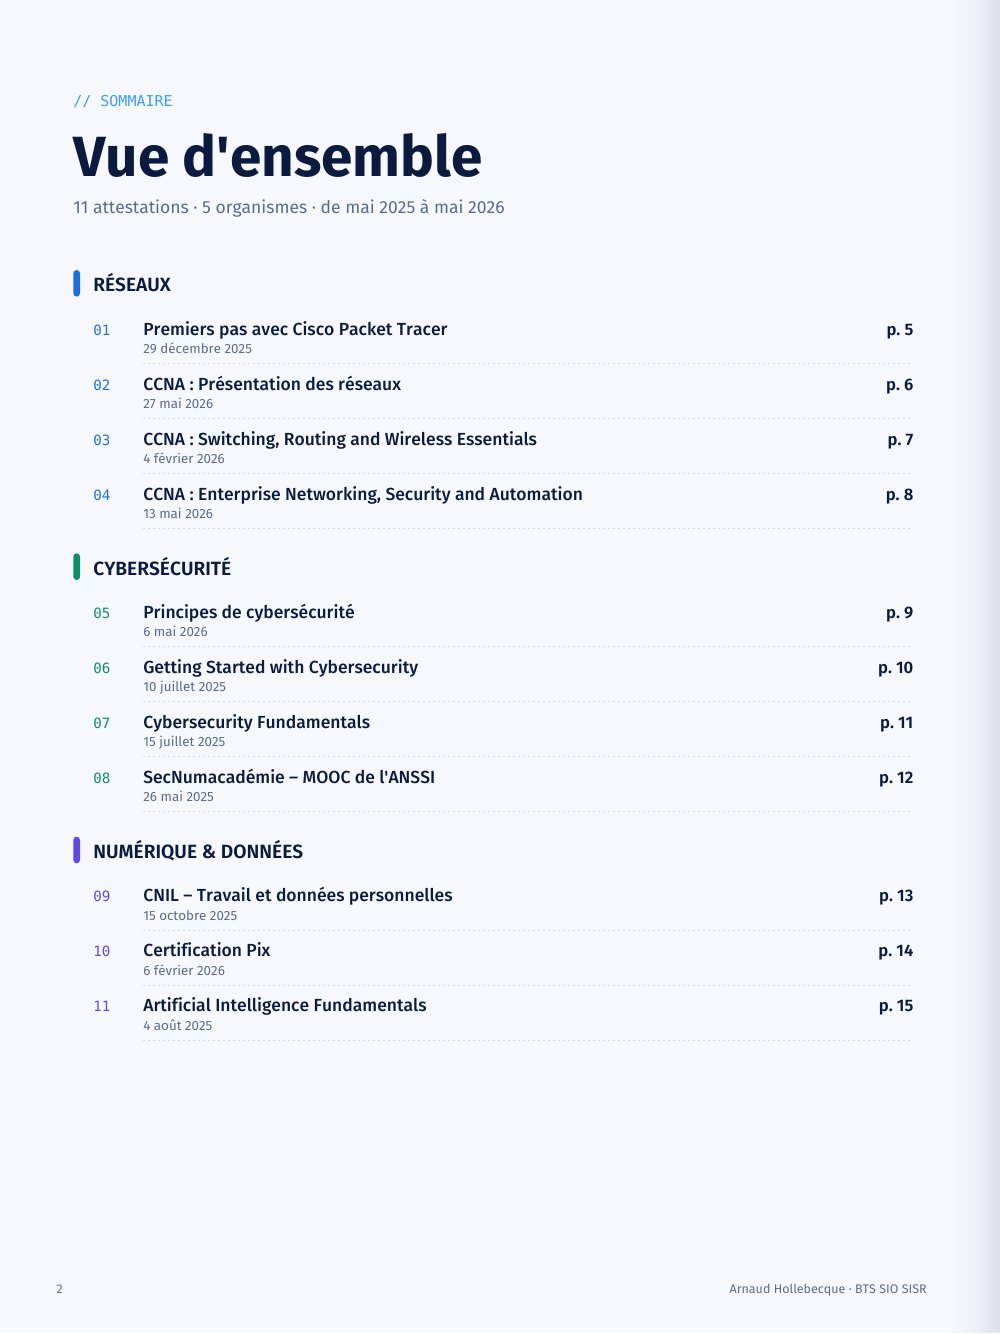 // SOMMAIRE
Vue d'ensemble
11 attestations · 5 organismes · de mai 2025 à mai 2026
RÉSEAUX
01 Premiers pas avec Cisco Packet Tracer p. 5
29 décembre 2025
02 CCNA : Présentation des réseaux p. 6
27 mai 2026
03 CCNA : Switching, Routing and Wireless Essentials p. 7
4 février 2026
04 CCNA : Enterprise Networking, Security and Automation p. 8
13 mai 2026
CYBERSÉCURITÉ
05 Principes de cybersécurité p. 9
6 mai 2026
06 Getting Started with Cybersecurity p. 10
10 juillet 2025
07 Cybersecurity Fundamentals p. 11
15 juillet 2025
08 SecNumacadémie – MOOC de l'ANSSI p. 12
26 mai 2025
NUMÉRIQUE & DONNÉES
09 CNIL – Travail et données personnelles p. 13
15 octobre 2025
10 Certification Pix p. 14
6 février 2026
11 Artificial Intelligence Fundamentals p. 15
4 août 2025
2 Arnaud Hollebecque · BTS SIO SISR